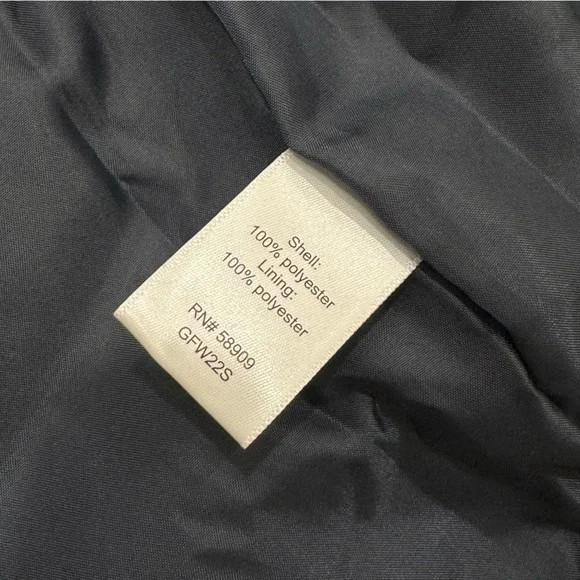 Shell:
100% polyester
Lining:
100% polyester
RN# 58909
GFW22S